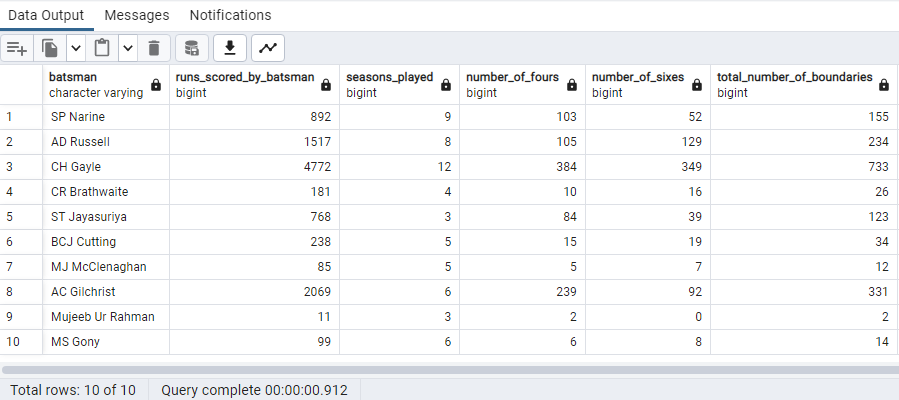 Data Output Messages Notifications
batsman runs_scored_by_batsman seasons_played number_of_fours number_of_sixes total_number_of_boundaries
character varying bigint bigint bigint bigint bigint
1 SP Narine 892 9 103 52 155
2 AD Russell 1517 8 105 129 234
3 CH Gayle 4772 12 384 349 733
4 CR Brathwaite 181 4 10 16 26
5 ST Jayasuriya 768 3 84 39 123
6 BCJ Cutting 238 5 15 19 34
7 MJ McClenaghan 85 5 5 7 12
8 AC Gilchrist 2069 6 239 92 331
9 Mujeeb Ur Rahman 11 3 2 0 2
10 MS Gony 99 6 6 8 14
Total rows: 10 of 10 Query complete 00:00:00.912